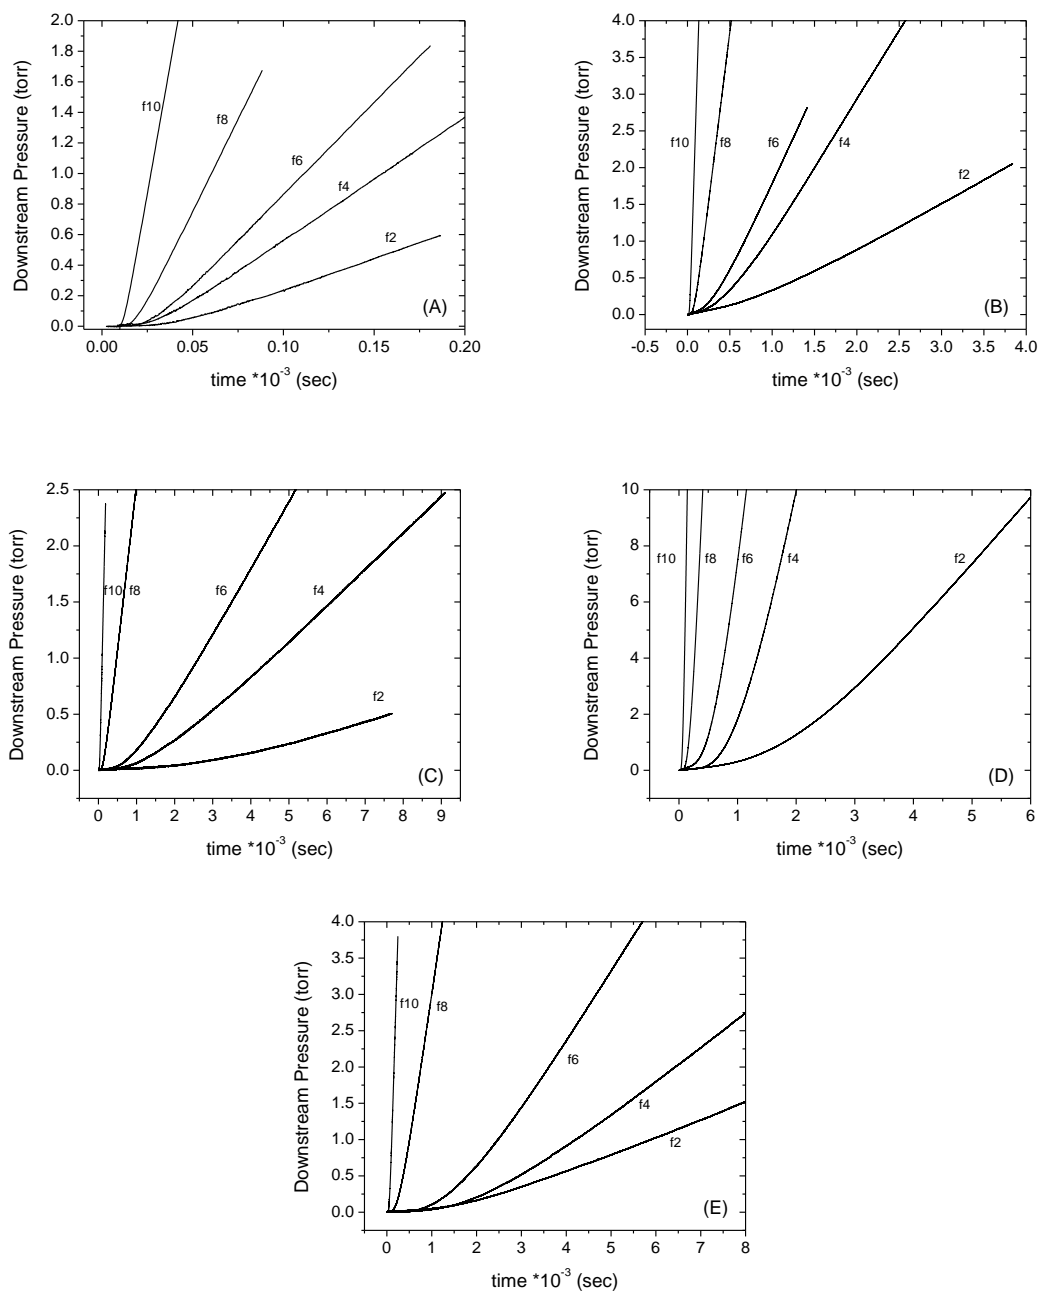 2.0
1.8
1.6
1.4
1.2
1.0
0.8
0.6
0.4
0.2
0.0
Downstream Pressure (torr)
f10
f8
f6
f4
f2
(A)
0.00 0.05 0.10 0.15 0.20
time *10-3 (sec)
4.0
3.5
3.0
2.5
2.0
1.5
1.0
0.5
0.0
Downstream Pressure (torr)
f10
f8
f6
f4
f2
(B)
-0.5 0.0 0.5 1.0 1.5 2.0 2.5 3.0 3.5 4.0
time *10-3 (sec)
2.5
2.0
1.5
1.0
0.5
0.0
Downstream Pressure (torr)
f10
f8
f6
f4
f2
(C)
0 1 2 3 4 5 6 7 8 9
time *10-3 (sec)
10
8
6
4
2
0
Downstream Pressure (torr)
f10
f8
f6
f4
f2
(D)
0 1 2 3 4 5 6
time *10-3 (sec)
4.0
3.5
3.0
2.5
2.0
1.5
1.0
0.5
0.0
Downstream Pressure (torr)
f10
f8
f6
f4
f2
(E)
0 1 2 3 4 5 6 7 8
time *10-3 (sec)